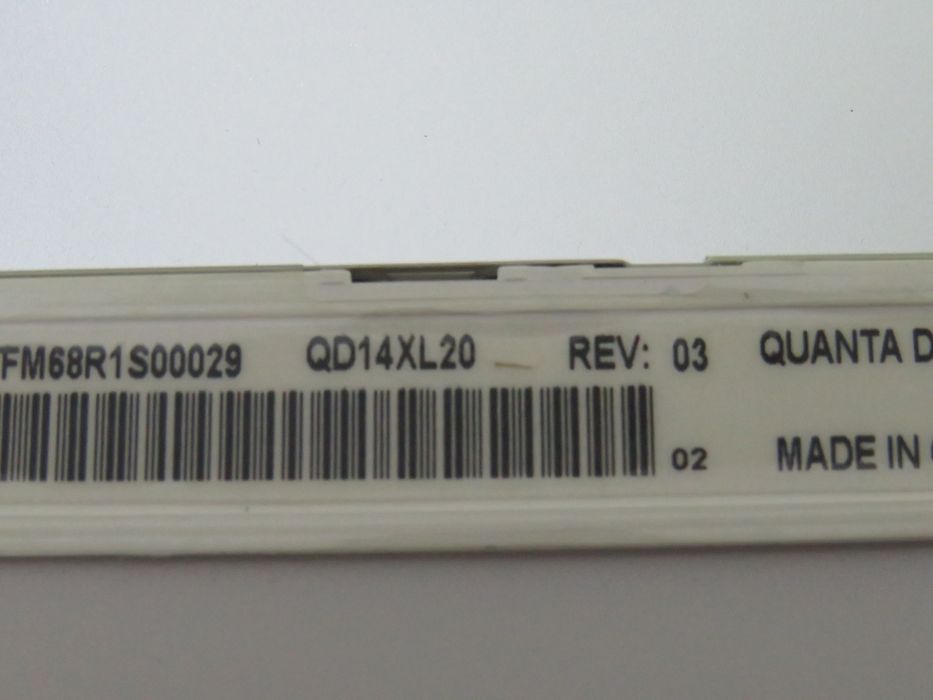 FM68R1S00029 QD14XL20 REV: 03 QUANTA D
02 MADE IN